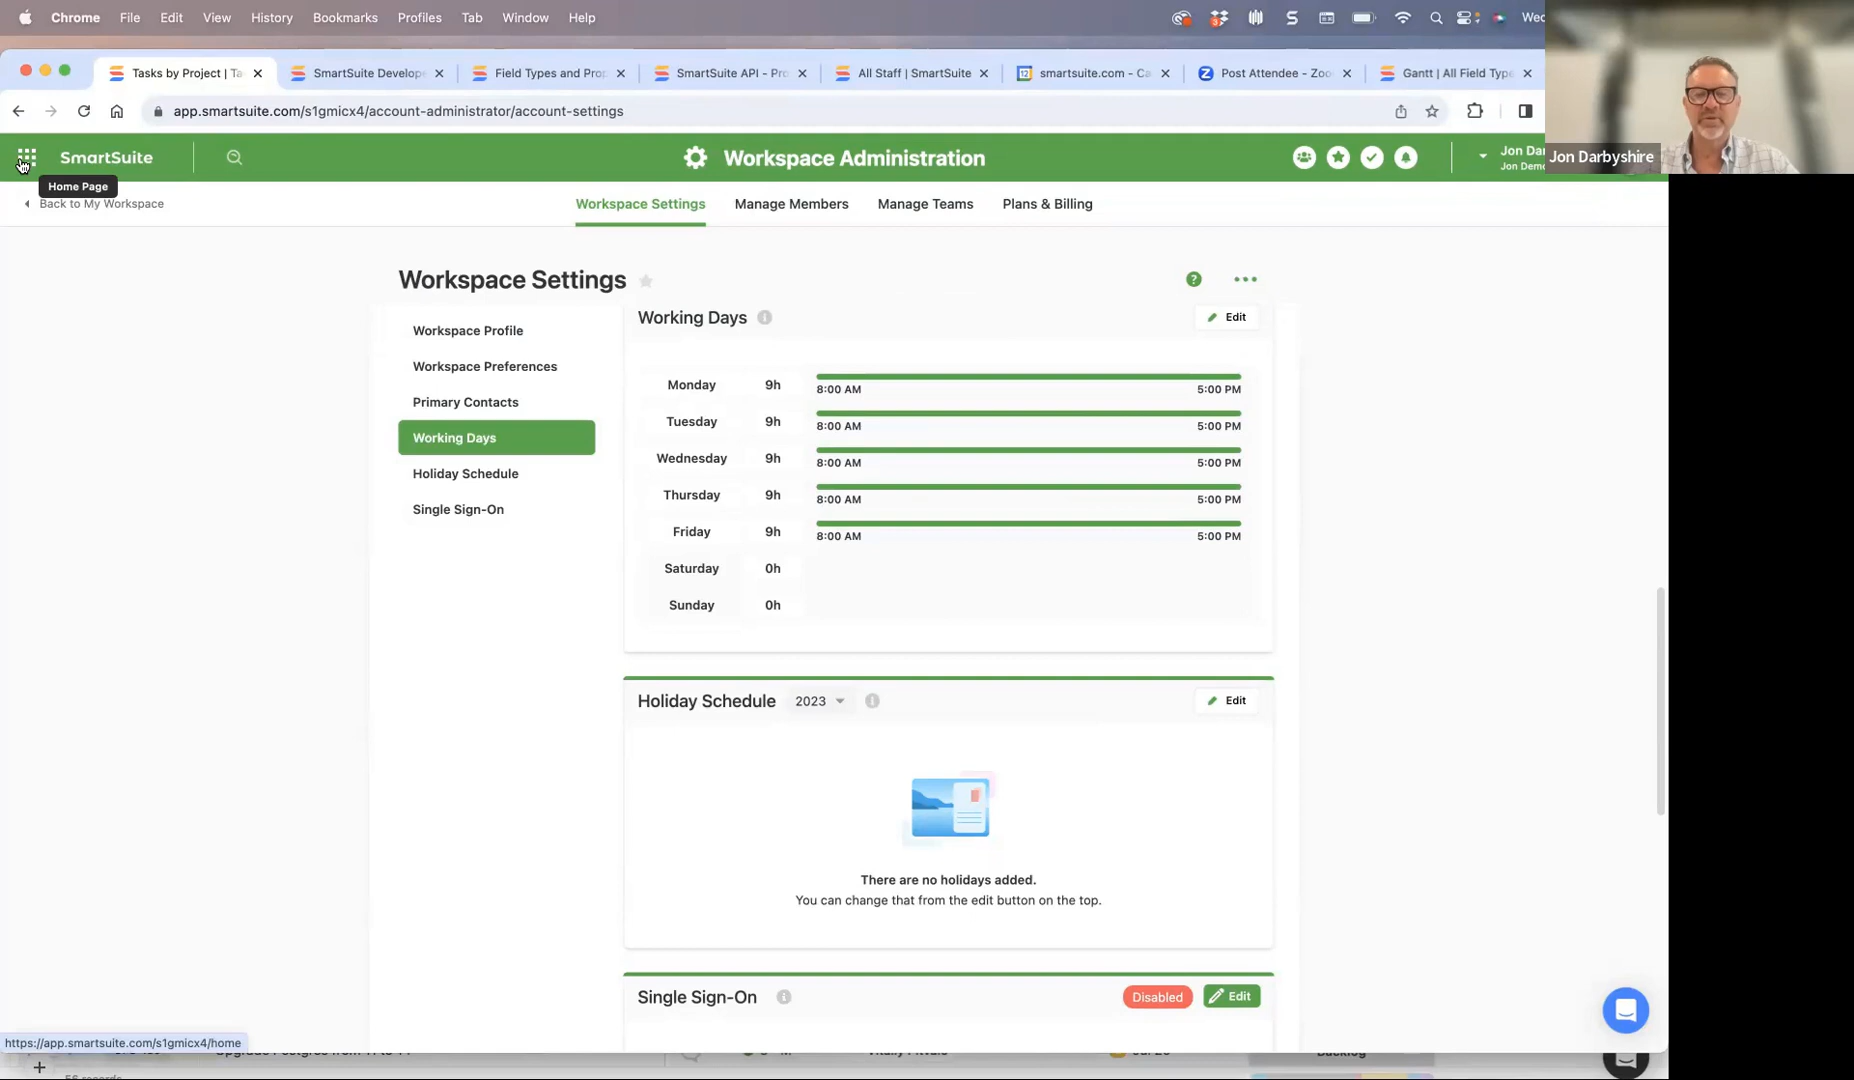 Chrome File Edit View History Bookmarks Profiles Tab Window Help
3
Wed
Tasks by Project | Ta
SmartSuite Develope
Field Types and Prop
SmartSuite API - Pro
All Staff | SmartSuite
smartsuite.com - Ca
Post Attendee - Zoo
Gantt | All Field Type
app.smartsuite.com/s1gmicx4/account-administrator/account-settings
SmartSuite
Workspace Administration
Jon Dar
Jon Demo
Jon Darbyshire
Home Page
Back to My Workspace
Workspace Settings Manage Members Manage Teams Plans & Billing
Workspace Settings
?
Workspace Profile
Workspace Preferences
Primary Contacts
Working Days
Holiday Schedule
Single Sign-On
Working Days Edit
Monday 9h 8:00 AM 5:00 PM
Tuesday 9h 8:00 AM 5:00 PM
Wednesday 9h 8:00 AM 5:00 PM
Thursday 9h 8:00 AM 5:00 PM
Friday 9h 8:00 AM 5:00 PM
Saturday 0h
Sunday 0h
Holiday Schedule 2023 Edit
There are no holidays added.
You can change that from the edit button on the top.
Single Sign-On Disabled Edit
https://app.smartsuite.com/s1gmicx4/home